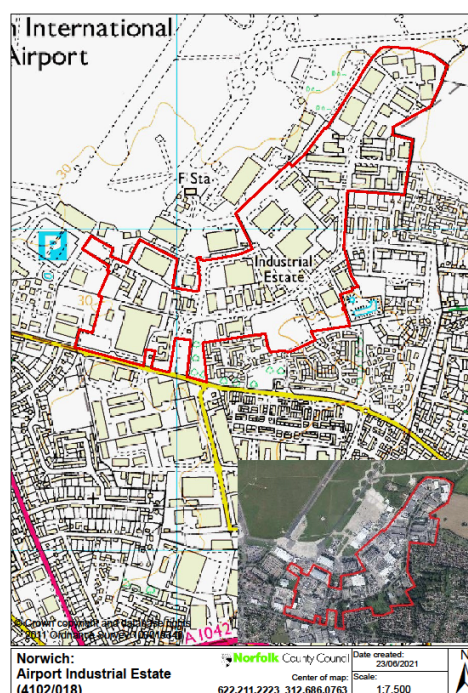 n International
Airport
30
F Sta
P
Industrial
Estate
30
© Crown copyright and database rights
2011 Ordnance Survey
A1042
Norwich:
Airport Industrial Estate
(4102/018)
Norfolk County Council
Center of map:
622,211.2223 312,686.0763
Date created:
23/06/2021
Scale:
1:7,500
N